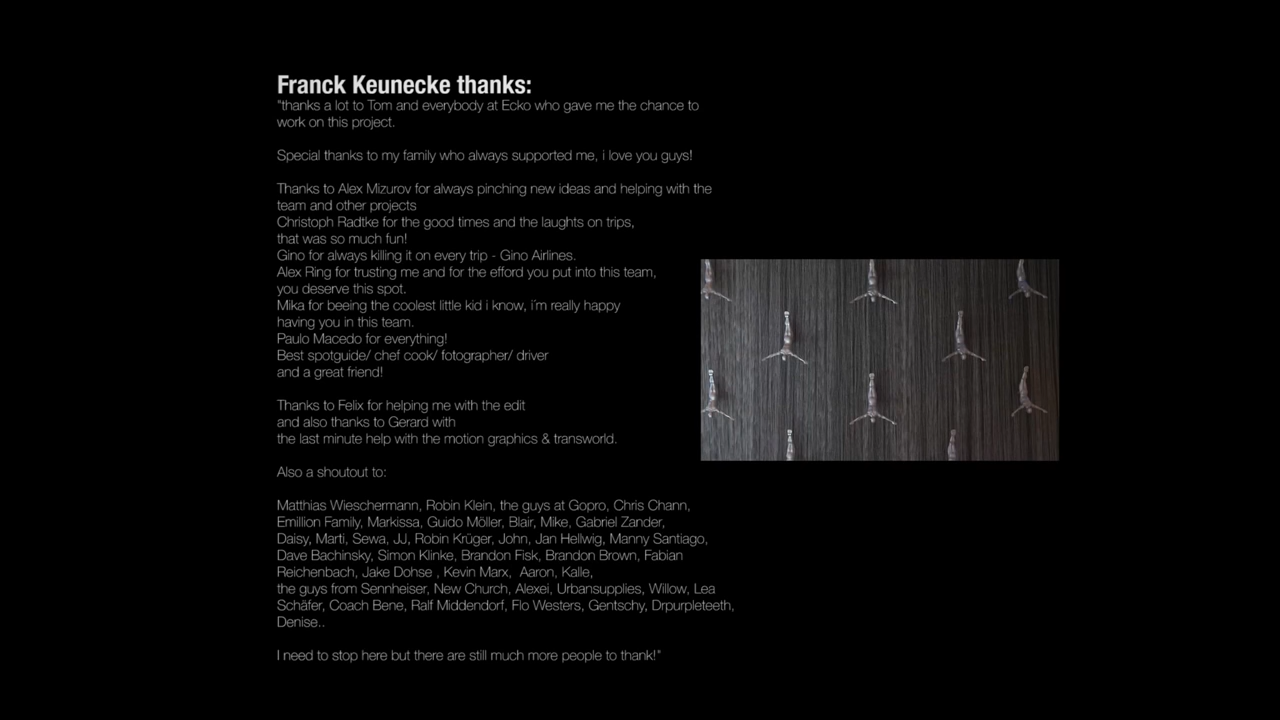 Franck Keunecke thanks:
"thanks a lot to Tom and everybody at Ecko who gave me the chance to
work on this project.
Special thanks to my family who always supported me, i love you guys!
Thanks to Alex Mizurov for always pinching new ideas and helping with the
team and other projects
Christoph Radtke for the good times and the laughts on trips,
that was so much fun!
Gino for always killing it on every trip - Gino Airlines.
Alex Ring for trusting me and for the efford you put into this team,
you deserve this spot.
Mika for beeing the coolest little kid i know, i´m really happy
having you in this team.
Paulo Macedo for everything!
Best spotguide/ chef cook/ fotographer/ driver
and a great friend!
Thanks to Felix for helping me with the edit
and also thanks to Gerard with
the last minute help with the motion graphics & transworld.
Also a shoutout to:
Matthias Wieschermann, Robin Klein, the guys at Gopro, Chris Chann,
Emillion Family, Markissa, Guido Möller, Blair, Mike, Gabriel Zander,
Daisy, Marti, Sewa, JJ, Robin Krüger, John, Jan Hellwig, Manny Santiago,
Dave Bachinsky, Simon Klinke, Brandon Fisk, Brandon Brown, Fabian
Reichenbach, Jake Dohse , Kevin Marx,  Aaron, Kalle,
the guys from Sennheiser, New Church, Alexei, Urbansupplies, Willow, Lea
Schäfer, Coach Bene, Ralf Middendorf, Flo Westers, Gentschy, Drpurpleteeth,
Denise..
I need to stop here but there are still much more people to thank!"